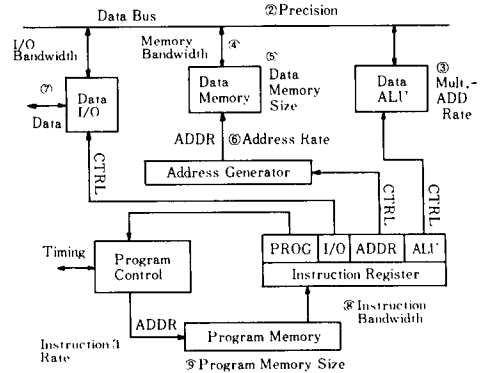 Data Bus
②Precision
I/O
Bandwidth
Memory
Bandwidth
④
⑤
Data
Memory
Size
③
Mult.-
ADD
Rate
⑦
Data
Data
I/O
Data
Memory
Data
ALU
ADDR
⑥Address Rate
Address Generator
CTRL
CTRL
CTRL
PROG
I/O
ADDR
ALU
Instruction Register
Timing
Program
Control
⑧Instruction
Bandwidth
ADDR
Program Memory
Instruction
Rate
⑨Program Memory Size